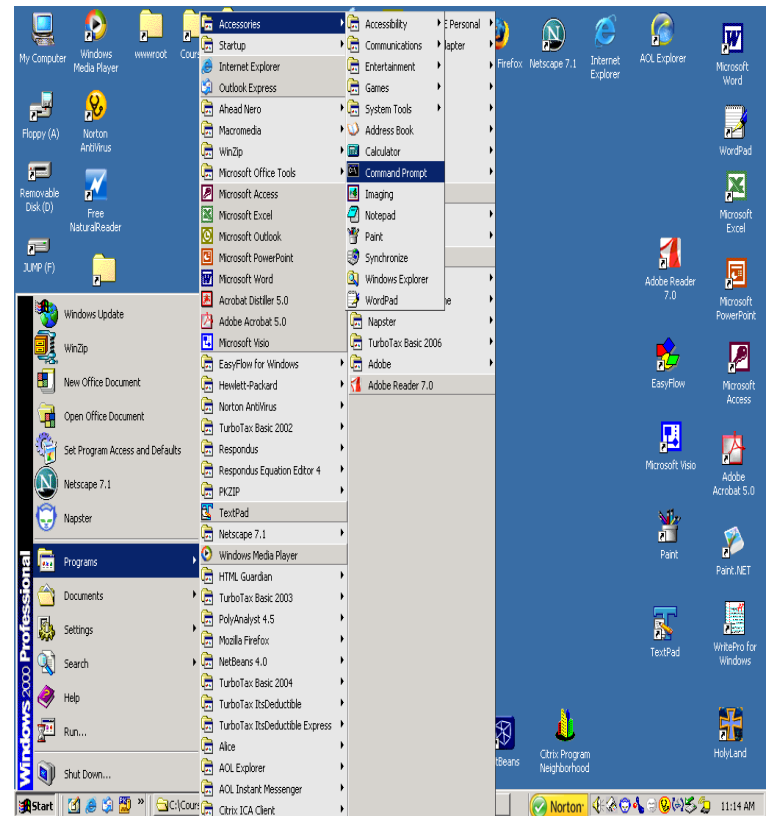 My Computer
Windows
Media Player
wwwroot
Floppy (A)
Norton
AntiVirus
Removable
Disk (D)
Free
NaturalReader
JUMP (F)
Windows 2000 Professional
Windows Update
WinZip
New Office Document
Open Office Document
Set Program Access and Defaults
Netscape 7.1
Napster
Programs
Documents
Settings
Search
Help
Run...
Shut Down...
Accessories
Startup
Internet Explorer
Outlook Express
Ahead Nero
Macromedia
WinZip
Microsoft Office Tools
Microsoft Access
Microsoft Excel
Microsoft Outlook
Microsoft PowerPoint
Microsoft Word
Acrobat Distiller 5.0
Adobe Acrobat 5.0
Microsoft Visio
EasyFlow for Windows
Hewlett-Packard
Norton AntiVirus
TurboTax Basic 2002
Respondus
Respondus Equation Editor 4
PKZIP
TextPad
Netscape 7.1
Windows Media Player
HTML Guardian
TurboTax Basic 2003
PolyAnalyst 4.5
Mozilla Firefox
NetBeans 4.0
TurboTax Basic 2004
TurboTax ItsDeductible
TurboTax ItsDeductible Express
Alice
AOL Explorer
AOL Instant Messenger
Citrix ICA Client
Accessibility
Communications
Entertainment
Games
System Tools
Address Book
Calculator
Command Prompt
Imaging
Notepad
Paint
Synchronize
Windows Explorer
WordPad
E Personal
Napster
TurboTax Basic 2006
Adobe
Adobe Reader 7.0
Firefox
Netscape 7.1
Internet
Explorer
AOL Explorer
Microsoft
Word
WordPad
Microsoft
Excel
Adobe Reader
7.0
Microsoft
PowerPoint
EasyFlow
Microsoft
Access
Microsoft Visio
Adobe
Acrobat 5.0
Paint
Paint.NET
TextPad
WritePro for
Windows
Citrix Program
Neighborhood
HolyLand
Start
C:\Cours
Norton
11:14 AM